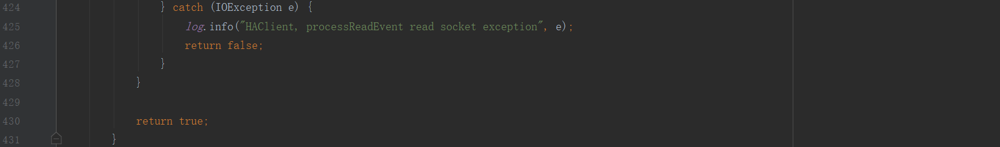 424 } catch (IOException e) {
425 log.info("HAClient, processReadEvent read socket exception", e);
426 return false;
427 }
428 }
429
430 return true;
431 }